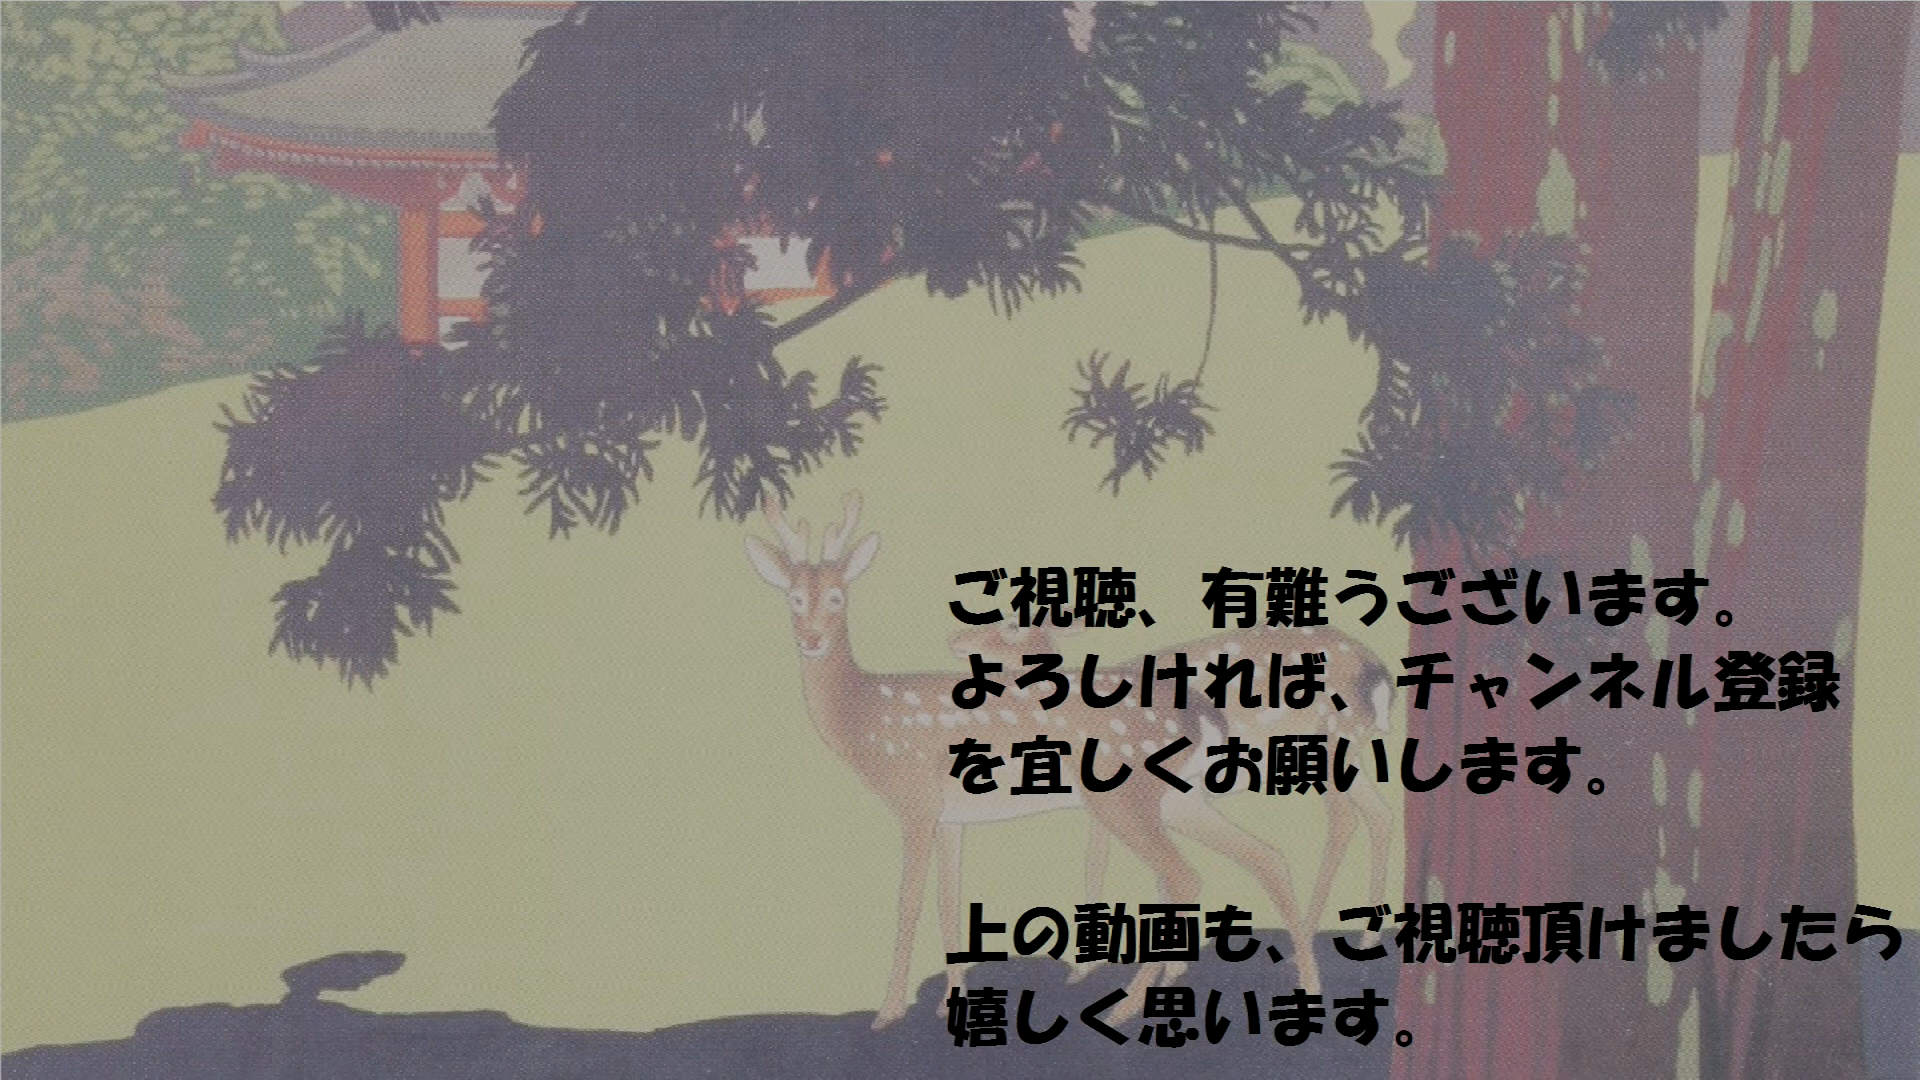 ご視聴、有難うございます。
よろしければ、チャンネル登録
を宜しくお願いします。
上の動画も、ご視聴頂けましたら
嬉しく思います。